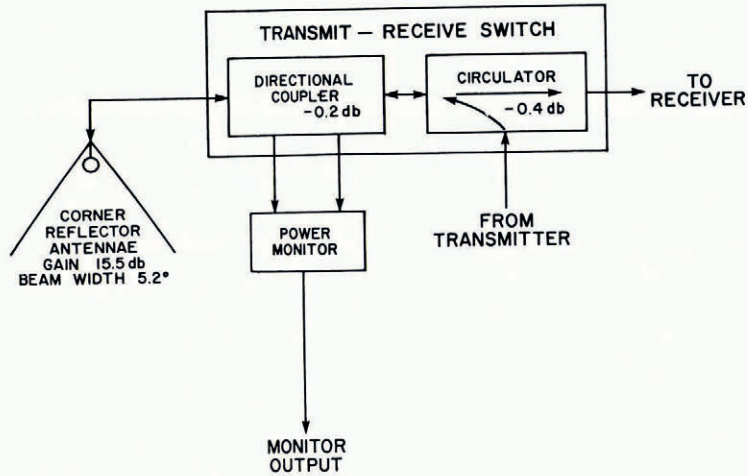 TRANSMIT — RECEIVE SWITCH
DIRECTIONAL
COUPLER
-0.2 db
CIRCULATOR
-0.4 db
TO
RECEIVER
CORNER
REFLECTOR
ANTENNAE
GAIN 15.5 db
BEAM WIDTH 5.2°
POWER
MONITOR
FROM
TRANSMITTER
MONITOR
OUTPUT